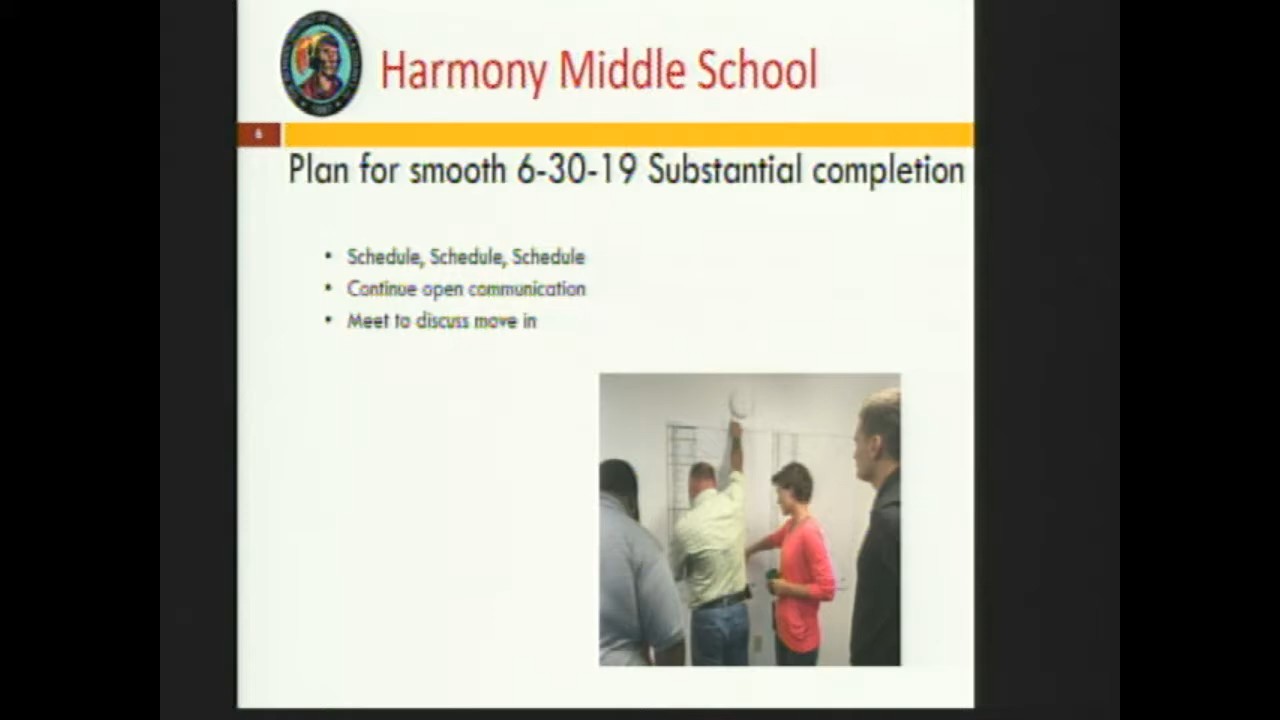 Harmony Middle School
6
Plan for smooth 6-30-19 Substantial completion
• Schedule, Schedule, Schedule
• Continue open communication
• Meet to discuss move in